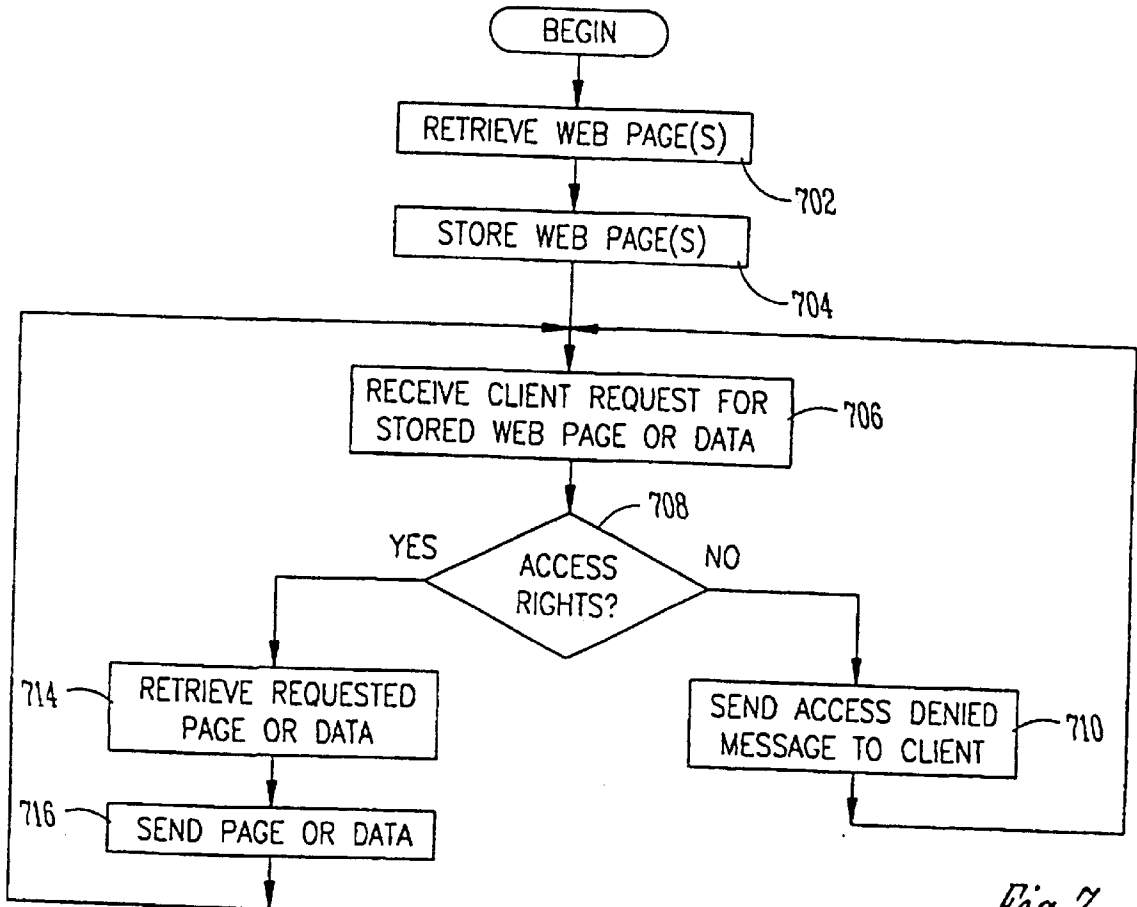 BEGIN
RETRIEVE WEB PAGE(S)
702
STORE WEB PAGE(S)
704
RECEIVE CLIENT REQUEST FOR
STORED WEB PAGE OR DATA
706
708
YES
NO
ACCESS
RIGHTS?
714
RETRIEVE REQUESTED
PAGE OR DATA
SEND ACCESS DENIED
MESSAGE TO CLIENT
710
716
SEND PAGE OR DATA
Fig. 7